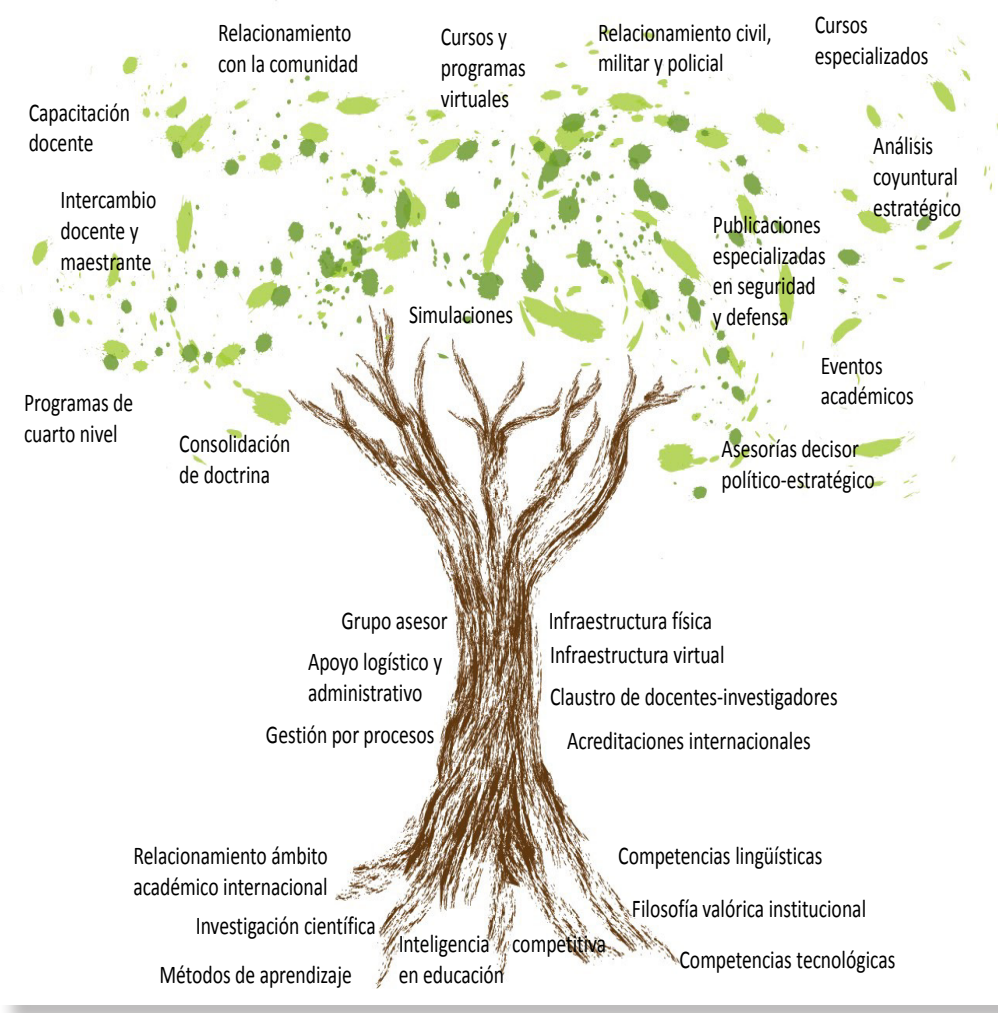 Relacionamiento
con la comunidad
Cursos y
programas
virtuales
Relacionamiento civil,
militar y policial
Cursos
especializados
Capacitación
docente
Análisis
coyuntural
estratégico
Intercambio
docente y
maestrante
Publicaciones
especializadas
en seguridad
y defensa
Simulaciones
Eventos
académicos
Programas de
cuarto nivel
Consolidación
de doctrina
Asesorías decisor
político-estratégico
Grupo asesor
Infraestructura física
Apoyo logístico y
administrativo
Infraestructura virtual
Claustro de docentes-investigadores
Gestión por procesos
Acreditaciones internacionales
Relacionamiento ámbito
académico internacional
Competencias lingüísticas
Investigación científica
Filosofía valórica institucional
Inteligencia competitiva
en educación
Métodos de aprendizaje
Competencias tecnológicas